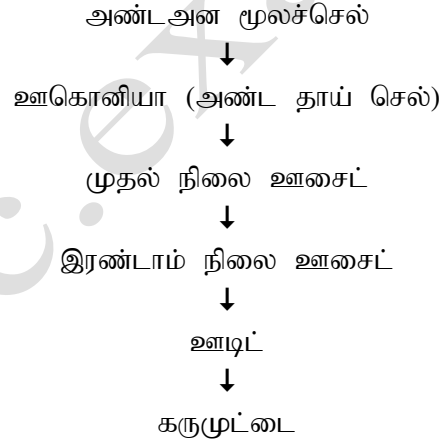 அண்டஅன மூலச்செல்
↓
ஊகொனியா (அண்ட தாய் செல்)
↓
முதல் நிலை ஊசைட்
↓
இரண்டாம் நிலை ஊசைட்
↓
ஊடிட்
↓
கருமுட்டை